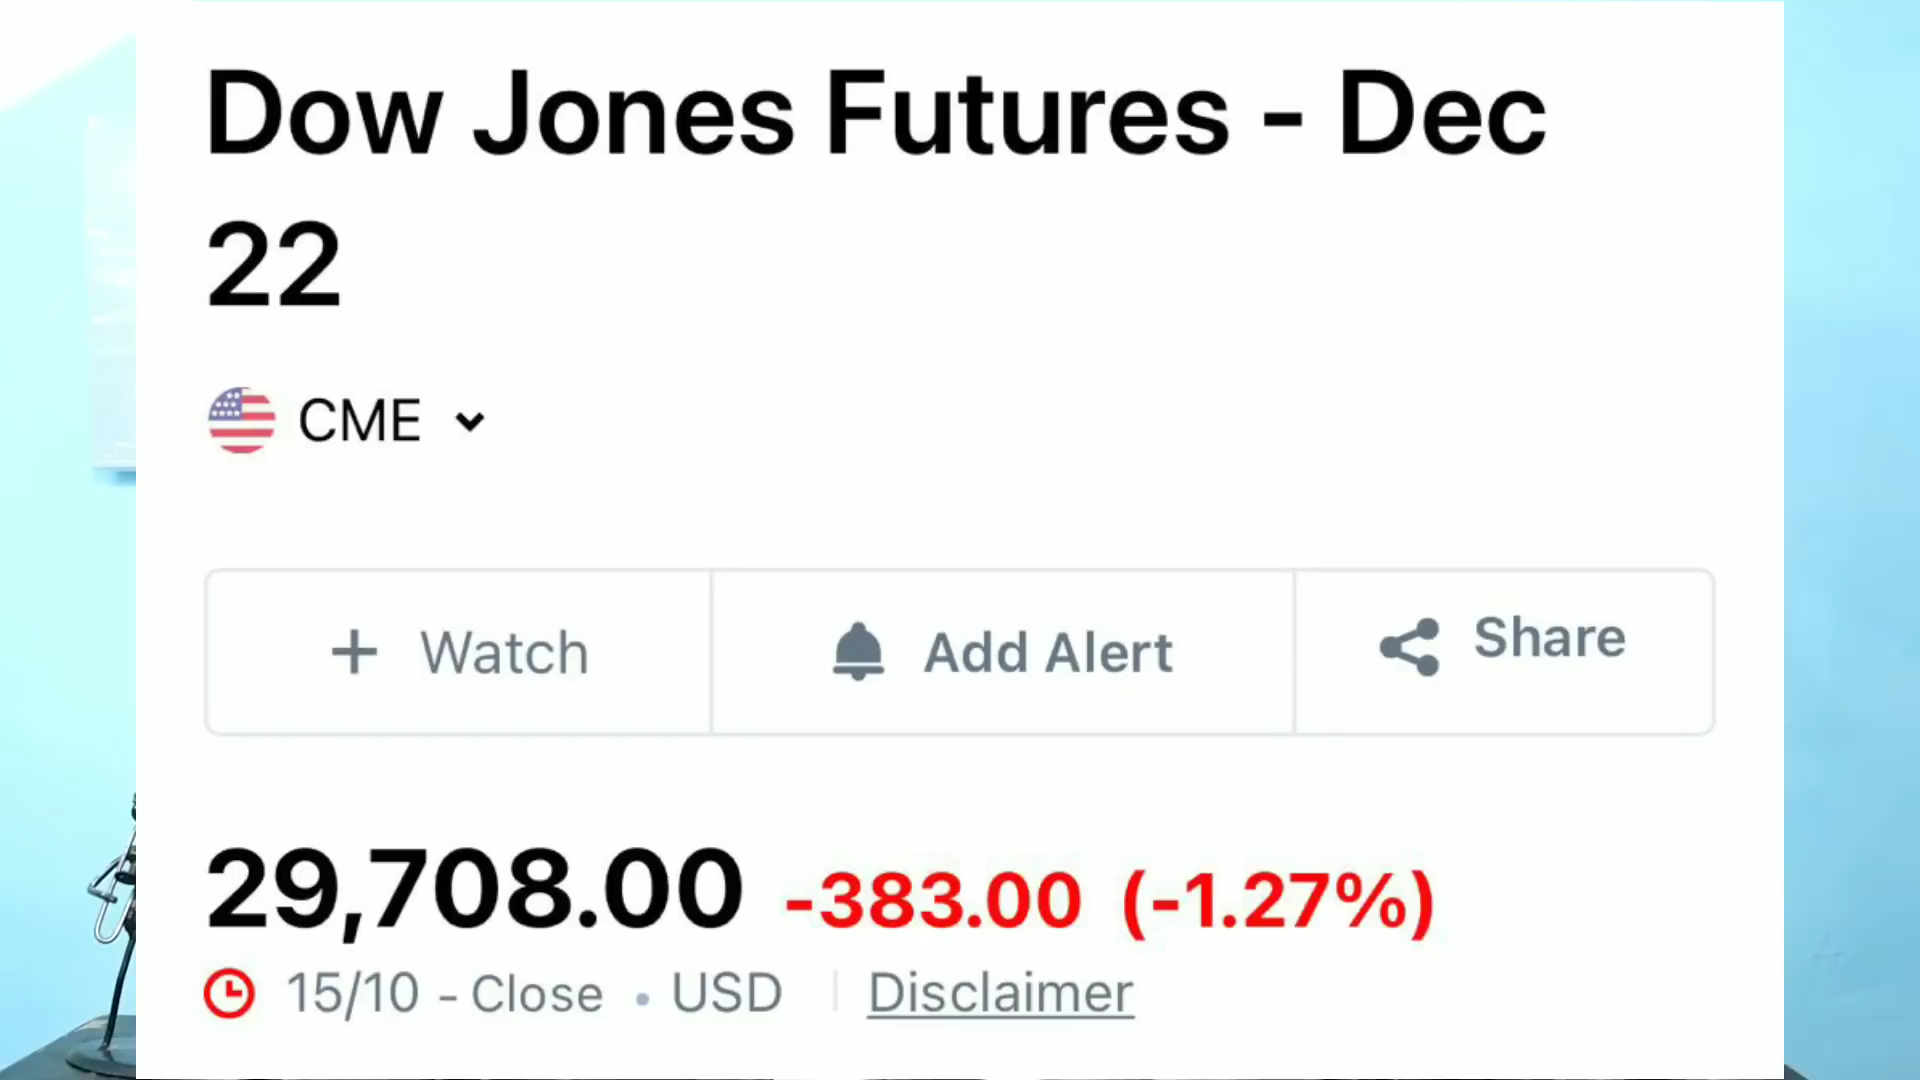 Dow Jones Futures - Dec
22
CME
+ Watch
Add Alert
Share
29,708.00 -383.00 (-1.27%)
15/10 - Close • USD
Disclaimer